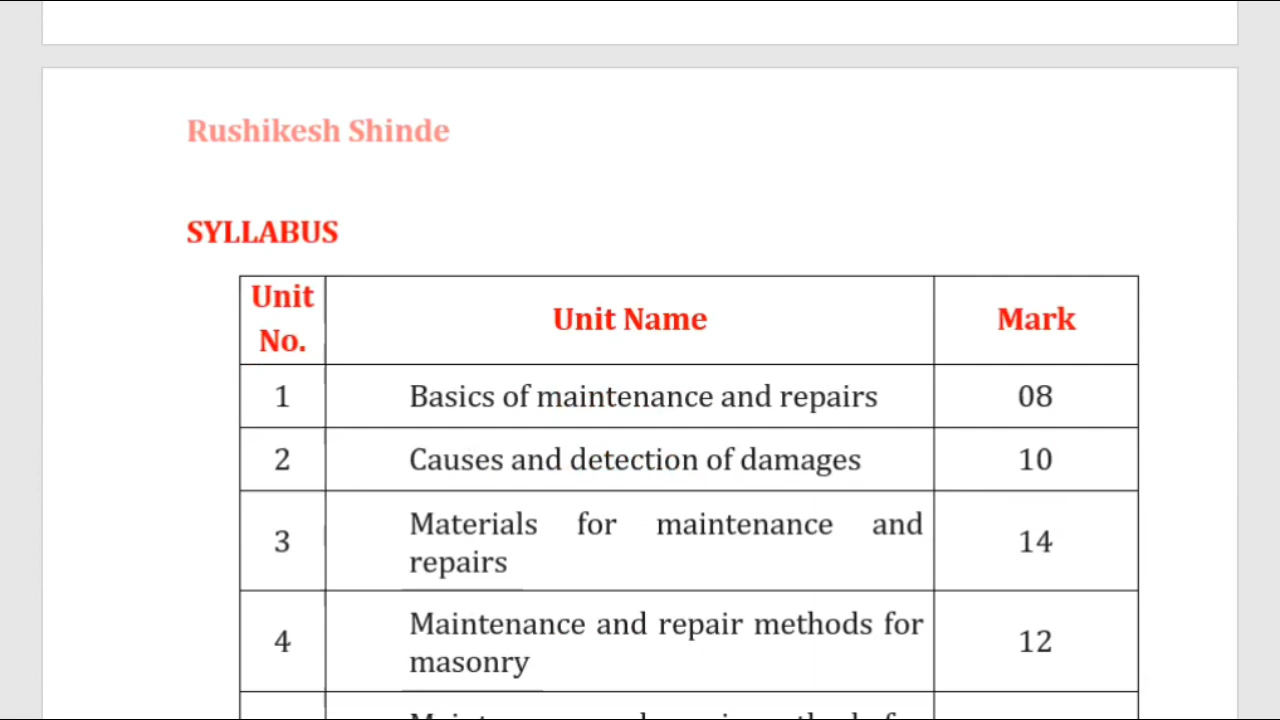 Rushikesh Shinde
SYLLABUS
Unit No.
Unit Name
Mark
1 Basics of maintenance and repairs 08
2 Causes and detection of damages 10
3 Materials for maintenance and
repairs 14
4 Maintenance and repair methods for
masonry 12